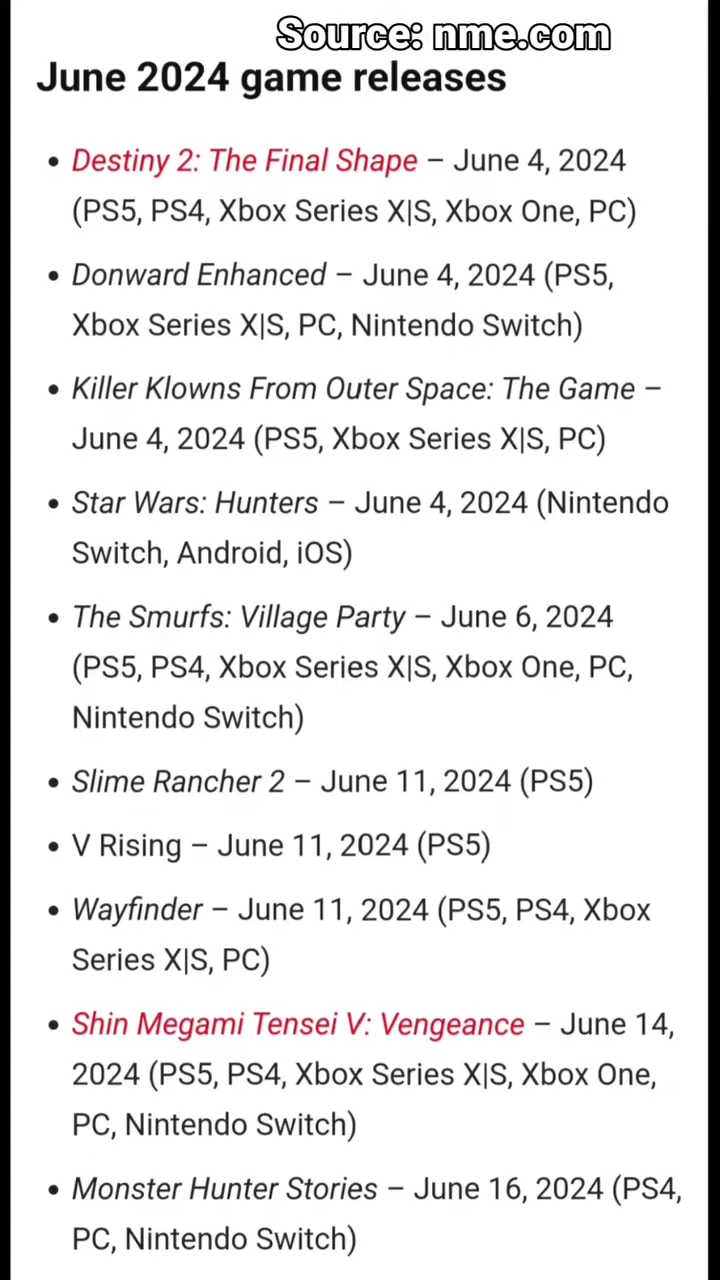 Source: nme.com
June 2024 game releases
• Destiny 2: The Final Shape – June 4, 2024
(PS5, PS4, Xbox Series X|S, Xbox One, PC)
• Donward Enhanced – June 4, 2024 (PS5,
Xbox Series X|S, PC, Nintendo Switch)
• Killer Klowns From Outer Space: The Game –
June 4, 2024 (PS5, Xbox Series X|S, PC)
• Star Wars: Hunters – June 4, 2024 (Nintendo
Switch, Android, iOS)
• The Smurfs: Village Party – June 6, 2024
(PS5, PS4, Xbox Series X|S, Xbox One, PC,
Nintendo Switch)
• Slime Rancher 2 – June 11, 2024 (PS5)
• V Rising – June 11, 2024 (PS5)
• Wayfinder – June 11, 2024 (PS5, PS4, Xbox
Series X|S, PC)
• Shin Megami Tensei V: Vengeance – June 14,
2024 (PS5, PS4, Xbox Series X|S, Xbox One,
PC, Nintendo Switch)
• Monster Hunter Stories – June 16, 2024 (PS4,
PC, Nintendo Switch)